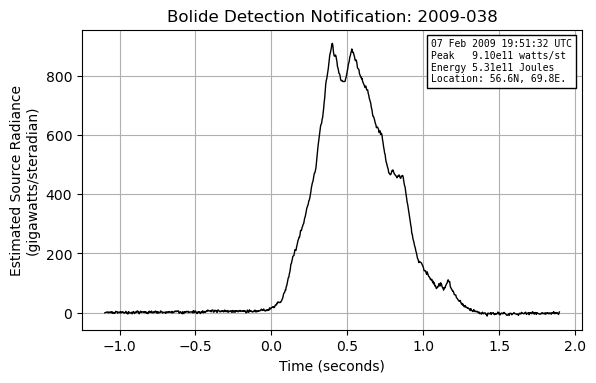 Bolide Detection Notification: 2009-038
07 Feb 2009 19:51:32 UTC
Peak   9.10e11 watts/st
Energy 5.31e11 Joules
Location: 56.6N, 69.8E.
Estimated Source Radiance
(gigawatts/steradian)
800
600
400
200
0
−1.0 −0.5 0.0 0.5 1.0 1.5 2.0
Time (seconds)